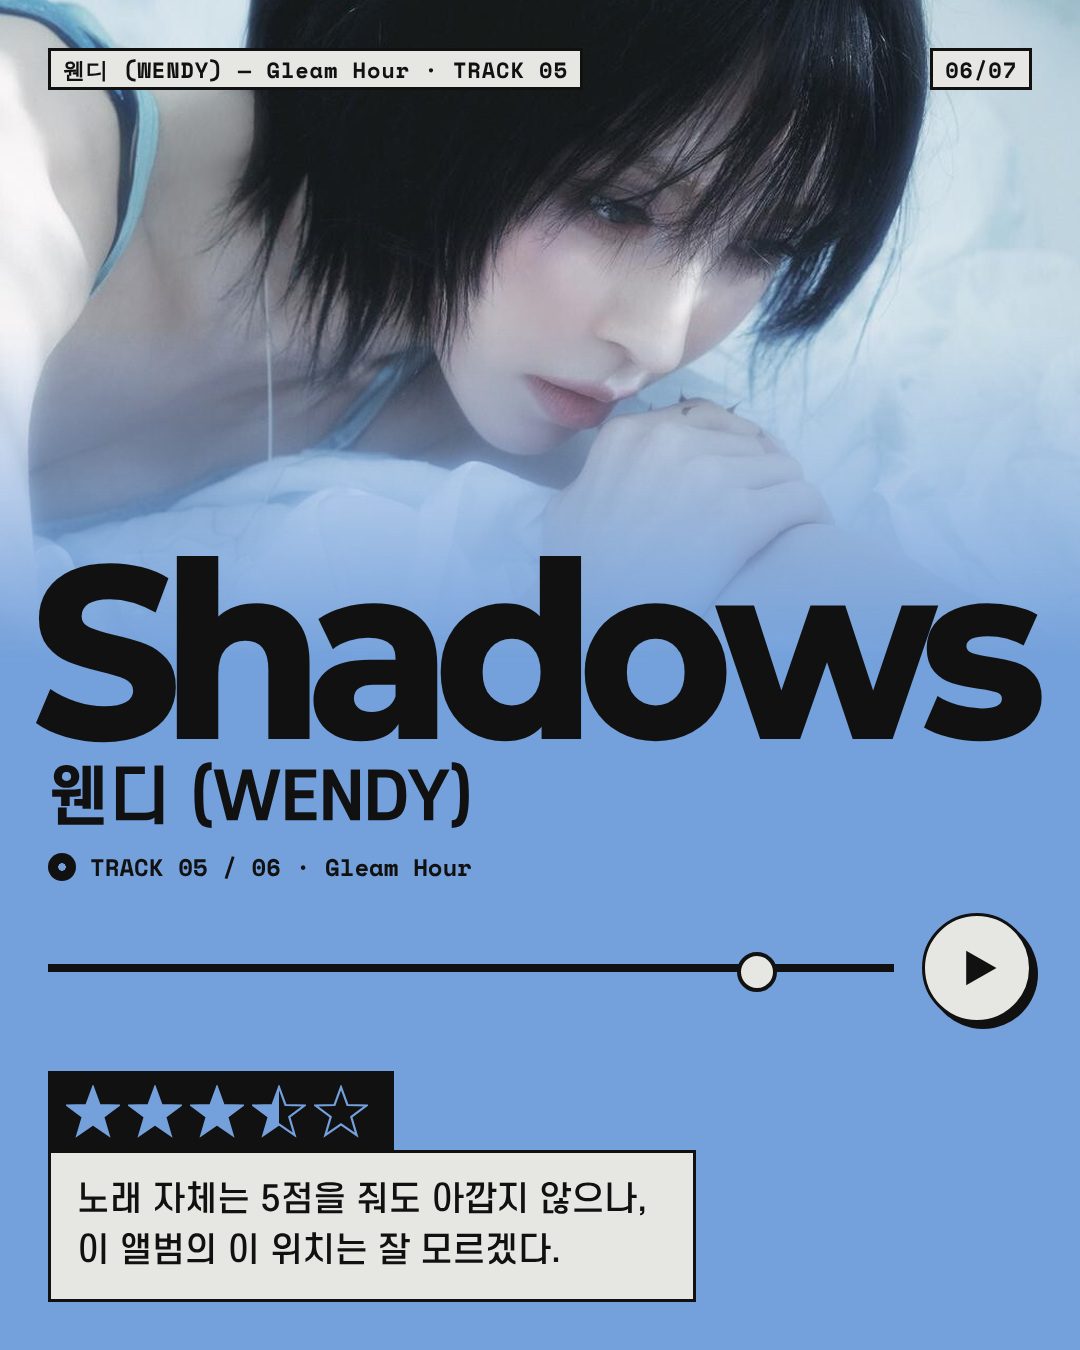 웬디 (WENDY) — Gleam Hour · TRACK 05
06/07
Shadows
웬디 (WENDY)
TRACK 05 / 06 · Gleam Hour
노래 자체는 5점을 줘도 아깝지 않으나,
이 앨범의 이 위치는 잘 모르겠다.